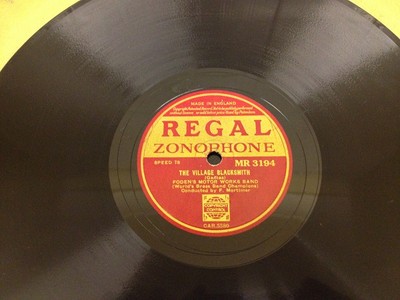 MADE IN ENGLAND
REGAL
ZONOPHONE
SPEED 78
MR 3194
THE VILLAGE BLACKSMITH
FODEN'S MOTOR WORKS BAND
(World's Brass Band Champions)
Conducted by F. Mortimer